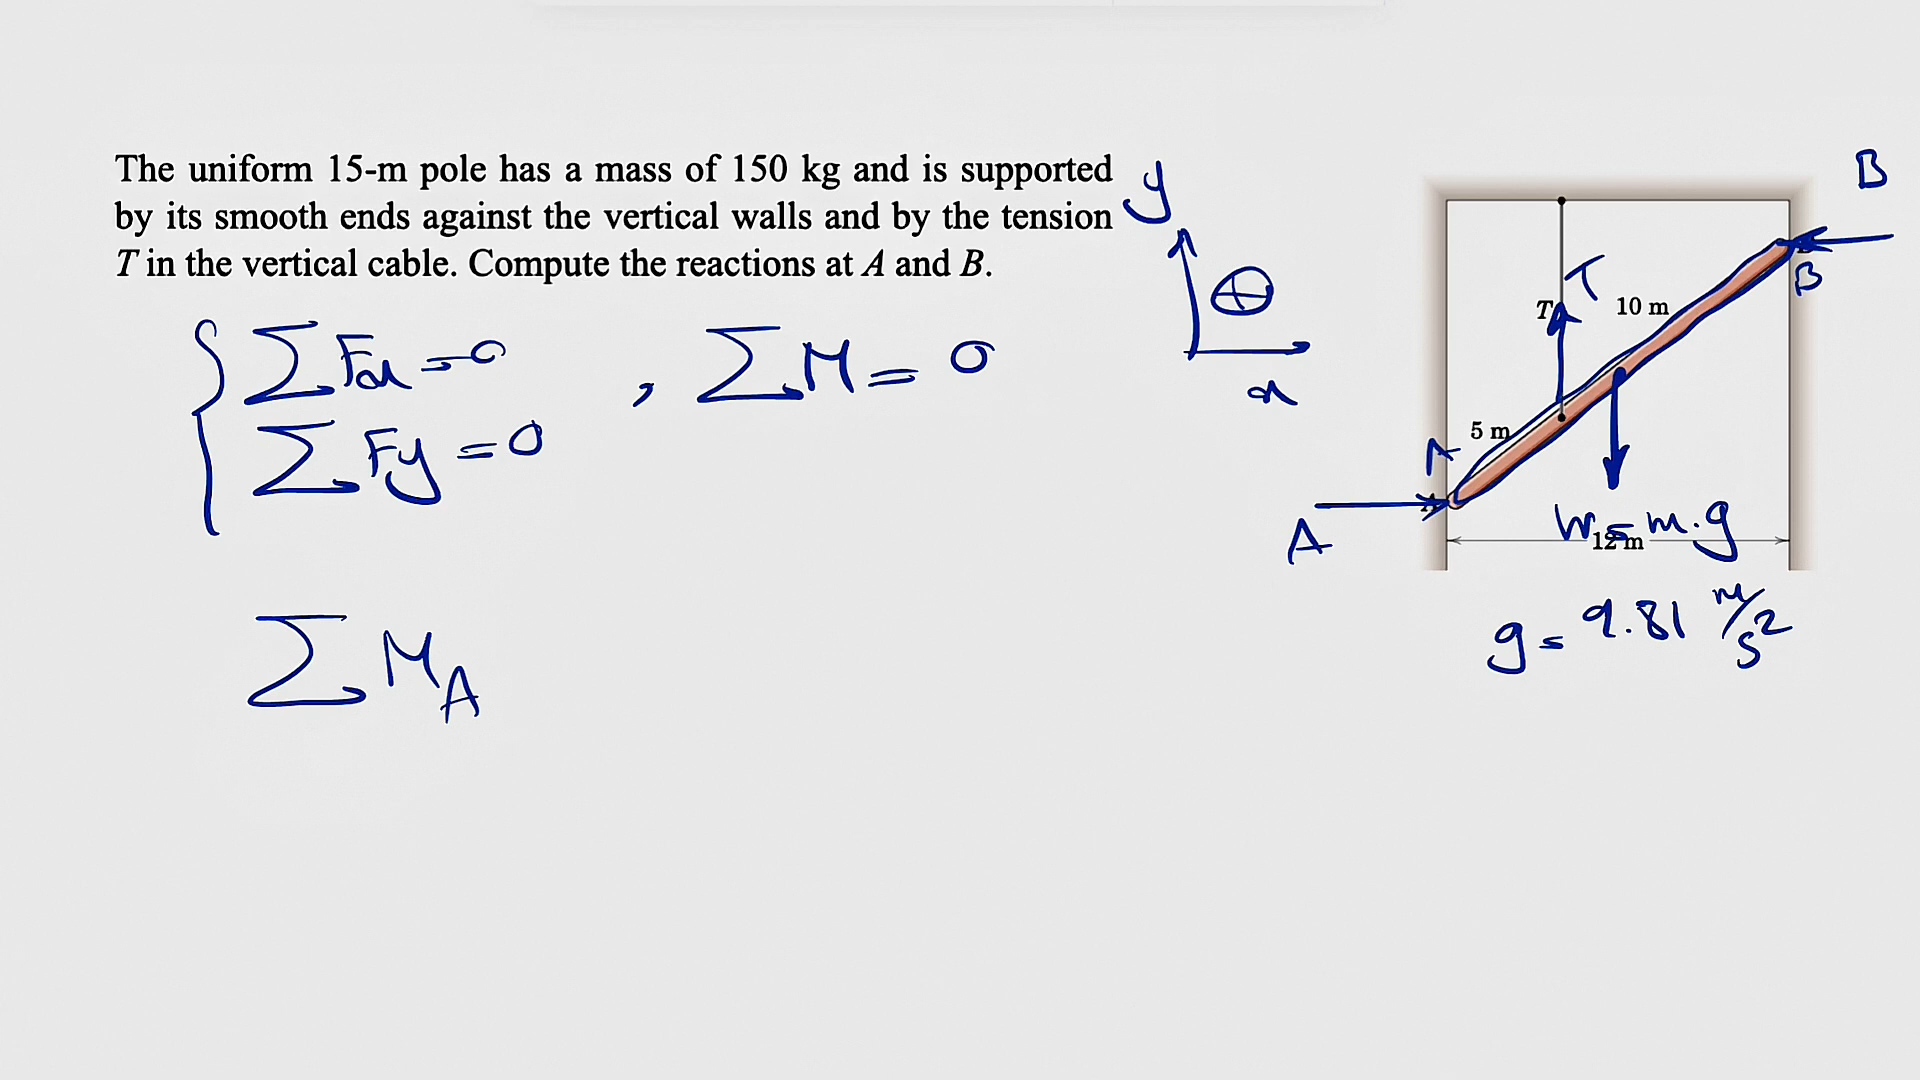 The uniform 15-m pole has a mass of 150 kg and is supported
by its smooth ends against the vertical walls and by the tension
T in the vertical cable. Compute the reactions at A and B.
∑Fx = 0 , ∑M = 0
∑Fy = 0
∑M_A
y
⊕
x
B
B
T
T
10 m
5 m
A
A
A
W = m.g
12 m
g = 9.81 m/s²